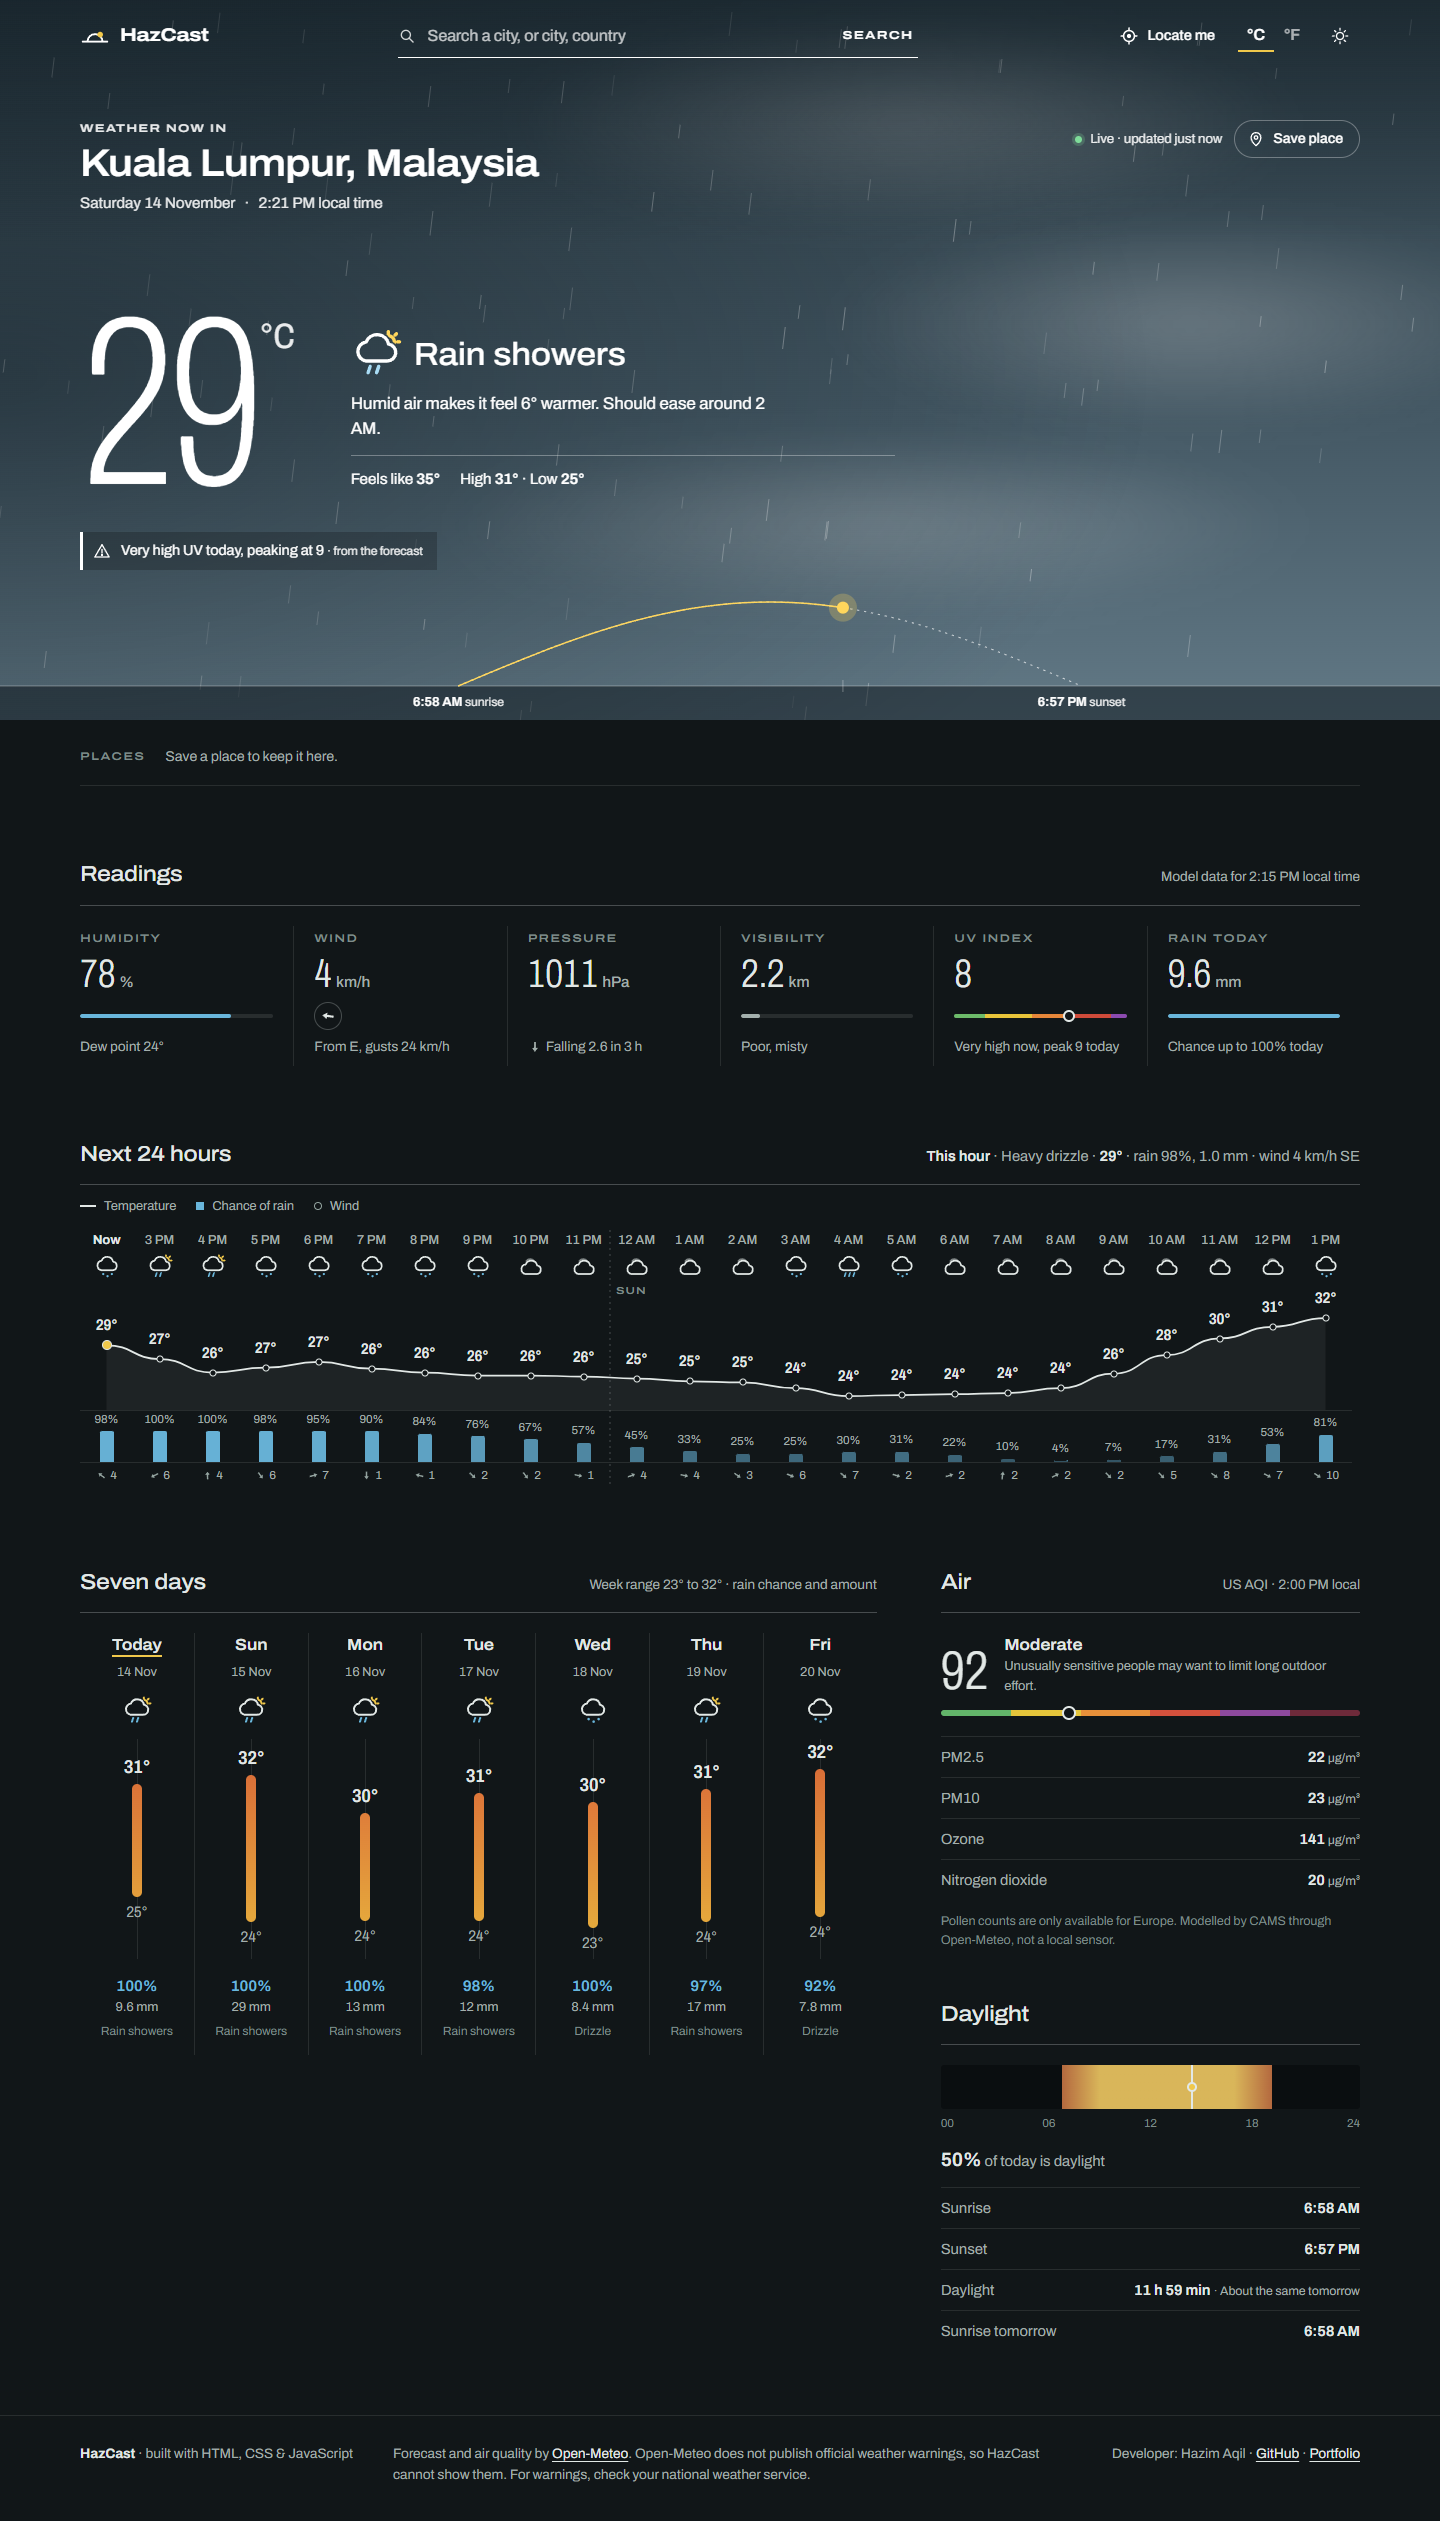 HazCast
Search a city, or city, country
SEARCH
Locate me
°C °F
WEATHER NOW IN
Kuala Lumpur, Malaysia
Saturday 14 November · 2:21 PM local time
Live · updated just now
Save place
29 °C
Rain showers
Humid air makes it feel 6° warmer. Should ease around 2
AM.
Feels like 35° High 31° · Low 25°
Very high UV today, peaking at 9 · from the forecast
6:58 AM sunrise
6:57 PM sunset
PLACES Save a place to keep it here.
Readings
Model data for 2:15 PM local time
HUMIDITY WIND PRESSURE VISIBILITY UV INDEX RAIN TODAY
78 % 4 km/h 1011 hPa 2.2 km 8 9.6 mm
Dew point 24° From E, gusts 24 km/h Falling 2.6 in 3 h Poor, misty Very high now, peak 9 today Chance up to 100% today
Next 24 hours
This hour · Heavy drizzle · 29° · rain 98%, 1.0 mm · wind 4 km/h SE
Temperature Chance of rain Wind
Now 3 PM 4 PM 5 PM 6 PM 7 PM 8 PM 9 PM 10 PM 11 PM 12 AM 1 AM 2 AM 3 AM 4 AM 5 AM 6 AM 7 AM 8 AM 9 AM 10 AM 11 AM 12 PM 1 PM
SUN
29° 27° 26° 27° 27° 26° 26° 26° 26° 26° 25° 25° 25° 24° 24° 24° 24° 24° 24° 26° 28° 30° 31° 32°
98% 100% 100% 98% 95% 90% 84% 76% 67% 57% 45% 33% 25% 25% 30% 31% 22% 10% 4% 7% 17% 31% 53% 81%
4 6 4 6 7 1 1 2 2 1 4 4 3 6 7 2 2 2 2 2 5 8 7 10
Seven days
Week range 23° to 32° · rain chance and amount
Today Sun Mon Tue Wed Thu Fri
14 Nov 15 Nov 16 Nov 17 Nov 18 Nov 19 Nov 20 Nov
31° 32° 30° 31° 30° 31° 32°
25° 24° 24° 24° 23° 24° 24°
100% 100% 100% 98% 100% 97% 92%
9.6 mm 29 mm 13 mm 12 mm 8.4 mm 17 mm 7.8 mm
Rain showers Rain showers Rain showers Rain showers Drizzle Rain showers Drizzle
Air
US AQI · 2:00 PM local
92
Moderate
Unusually sensitive people may want to limit long outdoor
effort.
PM2.5 22 µg/m³
PM10 23 µg/m³
Ozone 141 µg/m³
Nitrogen dioxide 20 µg/m³
Pollen counts are only available for Europe. Modelled by CAMS through
Open-Meteo, not a local sensor.
Daylight
00 06 12 18 24
50% of today is daylight
Sunrise 6:58 AM
Sunset 6:57 PM
Daylight 11 h 59 min · About the same tomorrow
Sunrise tomorrow 6:58 AM
HazCast · built with HTML, CSS & JavaScript
Forecast and air quality by Open-Meteo. Open-Meteo does not publish official weather warnings, so HazCast
cannot show them. For warnings, check your national weather service.
Developer: Hazim Aqil · GitHub · Portfolio